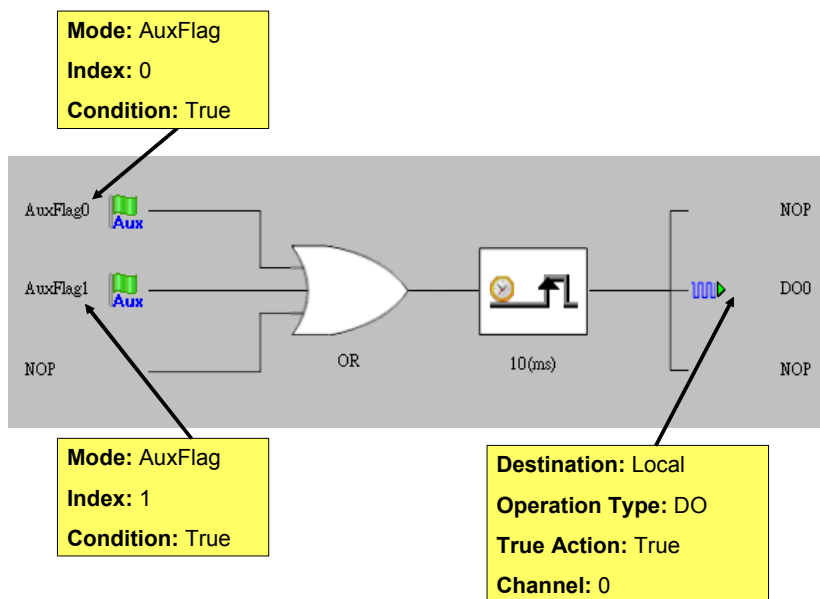 Mode: AuxFlag
Index: 0
Condition: True
AuxFlag0
Aux
NOP
AuxFlag1
Aux
DO0
NOP
OR
10(ms)
NOP
Mode: AuxFlag
Index: 1
Condition: True
Destination: Local
Operation Type: DO
True Action: True
Channel: 0